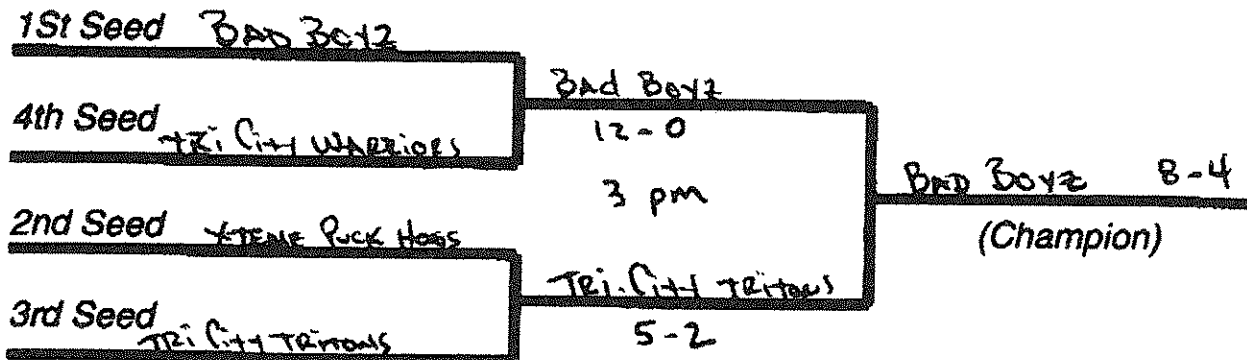 1St Seed BAD BOYZ
Bad Boyz
4th Seed TRi City WARRiORS
12-0
3 pm
BAD BOYZ 8-4
(Champion)
2nd Seed X-TEME PUCK HOGS
TRi-City TRiTONS
3rd Seed TRi City TRiTONS
5-2